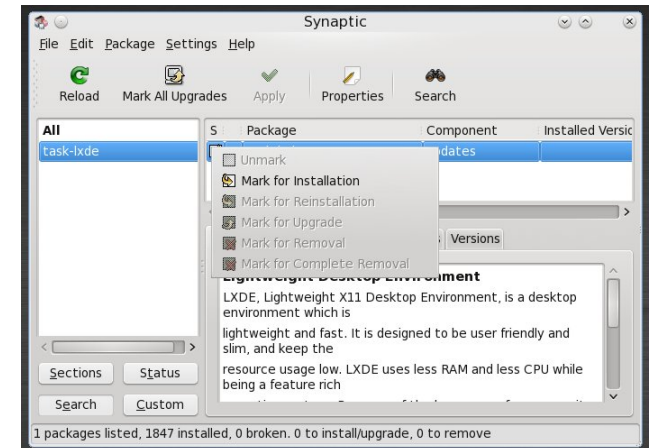 Synaptic
File Edit Package Settings Help
Reload Mark All Upgrades Apply Properties Search
All
task-lxde
S Package Component Installed Versic
Unmark
Mark for Installation
Mark for Reinstallation
Mark for Upgrade
Mark for Removal
Mark for Complete Removal
Versions
Lightweight Desktop Environment
LXDE, Lightweight X11 Desktop Environment, is a desktop
environment which is
lightweight and fast. It is designed to be user friendly and
slim, and keep the
resource usage low. LXDE uses less RAM and less CPU while
being a feature rich
Sections Status
Search Custom
1 packages listed, 1847 installed, 0 broken. 0 to install/upgrade, 0 to remove